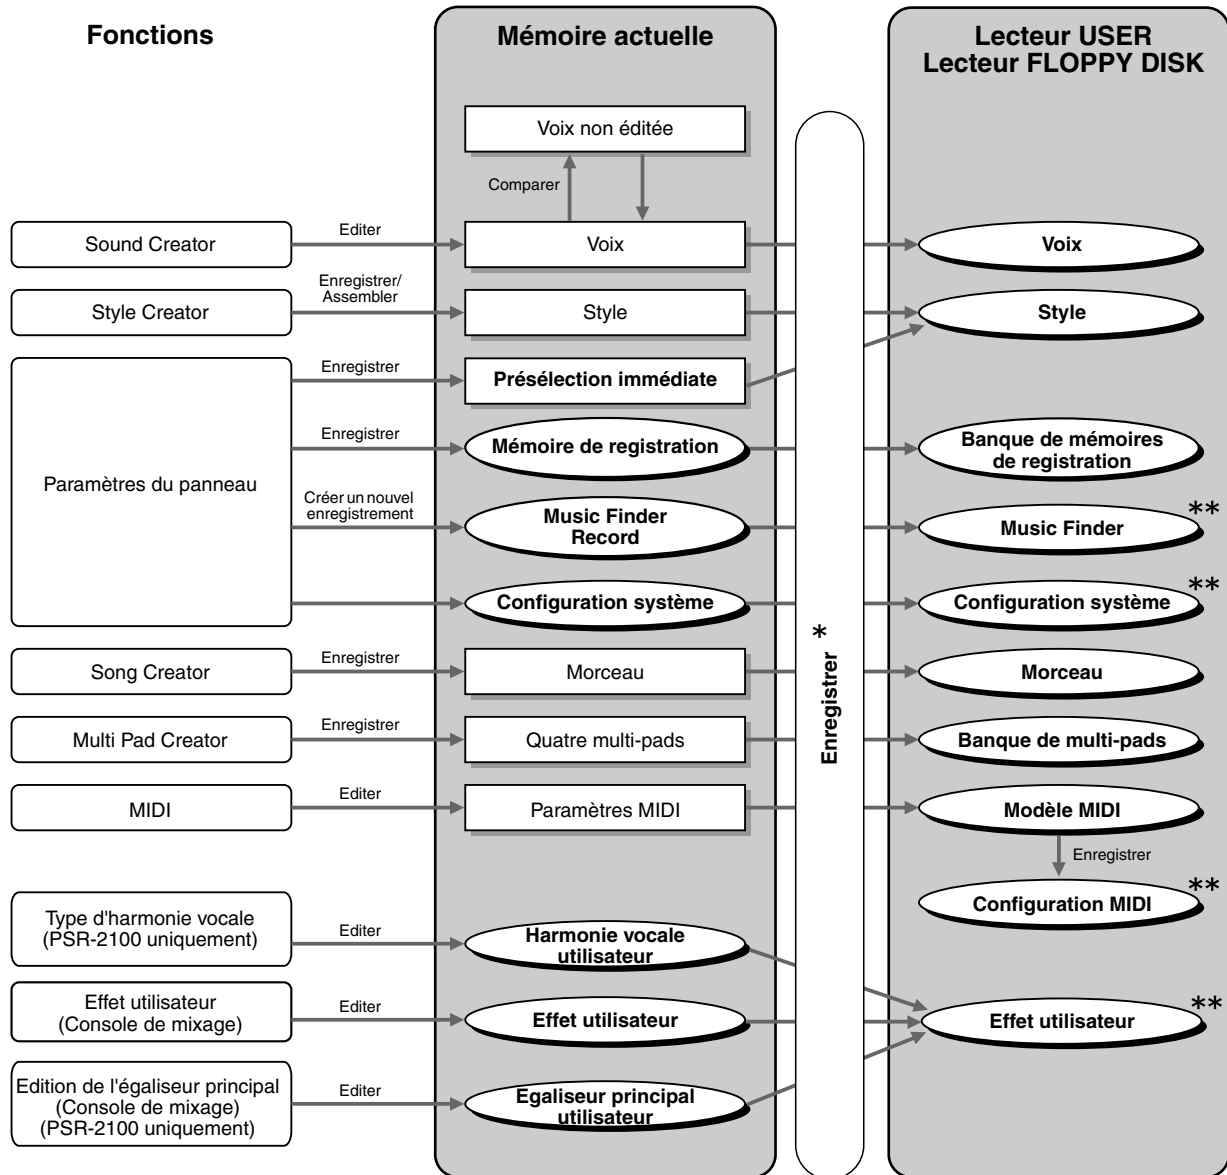 Fonctions
Mémoire actuelle
Lecteur USER
Lecteur FLOPPY DISK
Voix non éditée
Comparer
Sound Creator
Editer
Voix
Voix
Style Creator
Enregistrer/
Assembler
Style
Style
Paramètres du panneau
Enregistrer
Présélection immédiate
Enregistrer
Mémoire de registration
Banque de mémoires
de registration
Créer un nouvel
enregistrement
Music Finder
Record
Music Finder
**
Configuration système
Configuration système
**
Enregistrer *
Song Creator
Enregistrer
Morceau
Morceau
Multi Pad Creator
Enregistrer
Quatre multi-pads
Banque de multi-pads
MIDI
Editer
Paramètres MIDI
Modèle MIDI
Enregistrer
Configuration MIDI
**
Type d'harmonie vocale
(PSR-2100 uniquement)
Editer
Harmonie vocale
utilisateur
Effet utilisateur
(Console de mixage)
Editer
Effet utilisateur
Effet utilisateur
**
Edition de l'égaliseur principal
(Console de mixage)
(PSR-2100 uniquement)
Editer
Egaliseur principal
utilisateur